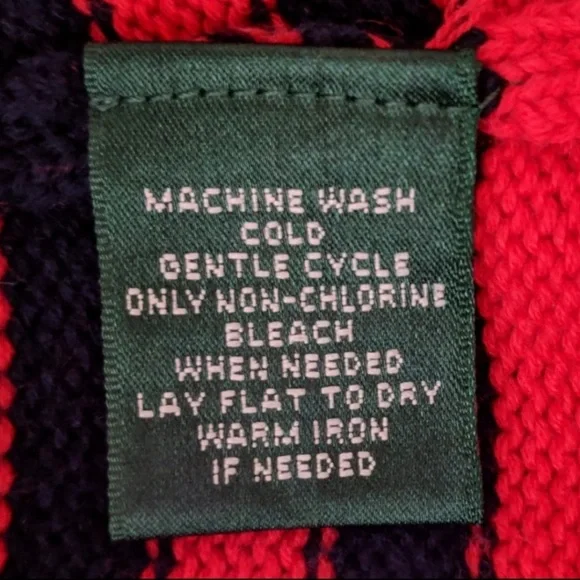 MACHINE WASH
COLD
GENTLE CYCLE
ONLY NON-CHLORINE
BLEACH
WHEN NEEDED
LAY FLAT TO DRY
WARM IRON
IF NEEDED